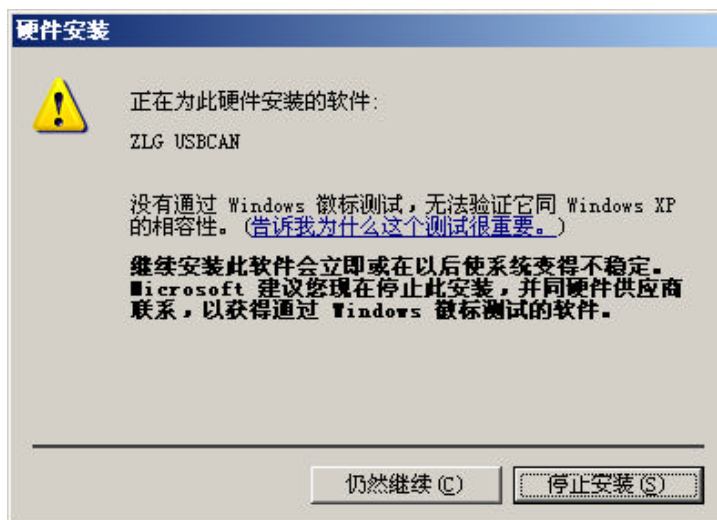 硬件安装
正在为此硬件安装的软件:
ZLG USBCAN
没有通过 Windows 徽标测试，无法验证它同 Windows XP
的相容性。(告诉我为什么这个测试很重要。)
继续安装此软件会立即或在以后使系统变得不稳定。
Microsoft 建议您现在停止此安装，并同硬件供应商
联系，以获得通过 Windows 徽标测试的软件。
仍然继续(C)
停止安装(S)